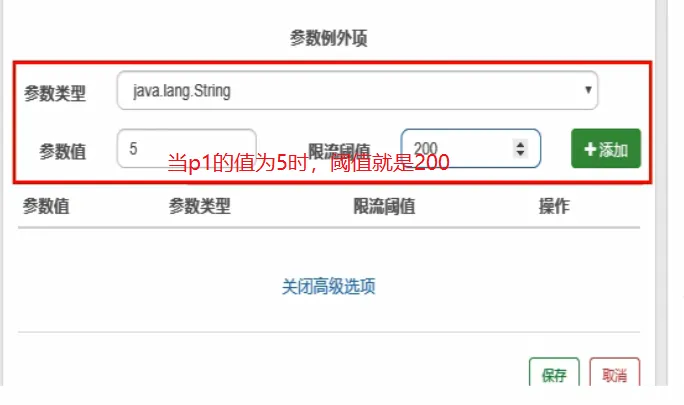 参数例外项
参数类型 java.lang.String
参数值 5 限流阈值 200 +添加
当p1的值为5时，阈值就是200
参数值 参数类型 限流阈值 操作
关闭高级选项
保存 取消